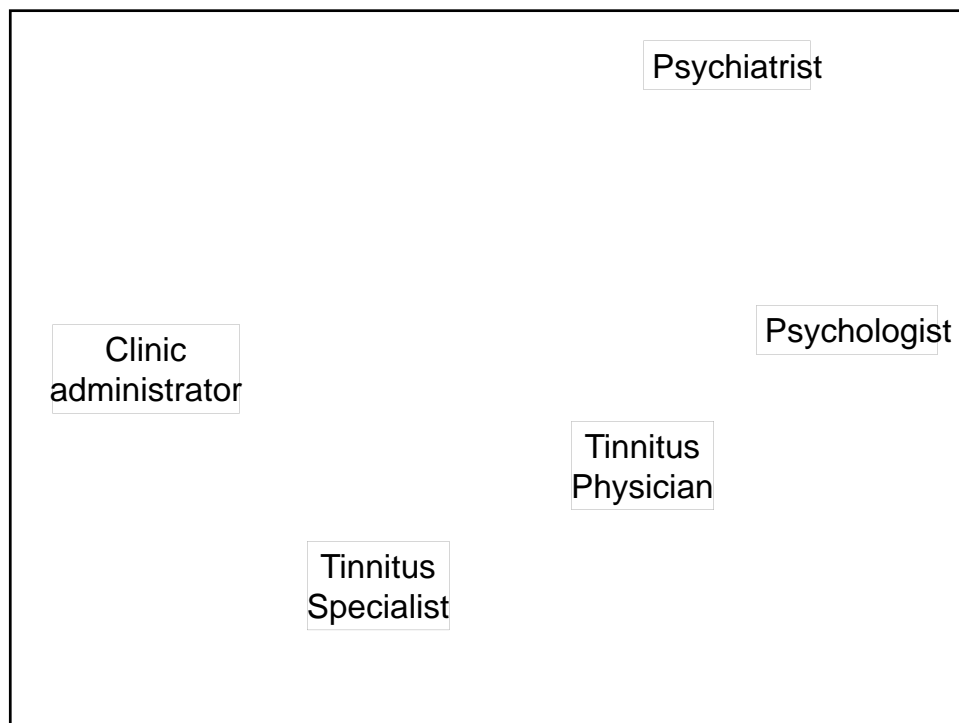 Psychiatrist
Psychologist
Clinic
administrator
Tinnitus
Physician
Tinnitus
Specialist